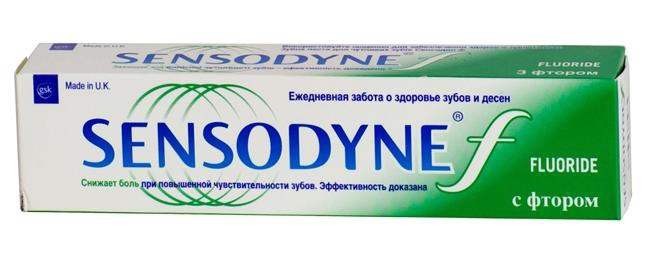 gsk
Made in U.K.
SENSODYNE f
FLUORIDE
З фтором
gsk
Made in U.K.
Ежедневная забота о здоровье зубов и десен
SENSODYNE® f
FLUORIDE
Снижает боль при повышенной чувствительности зубов. Эффективность доказана
с фтором